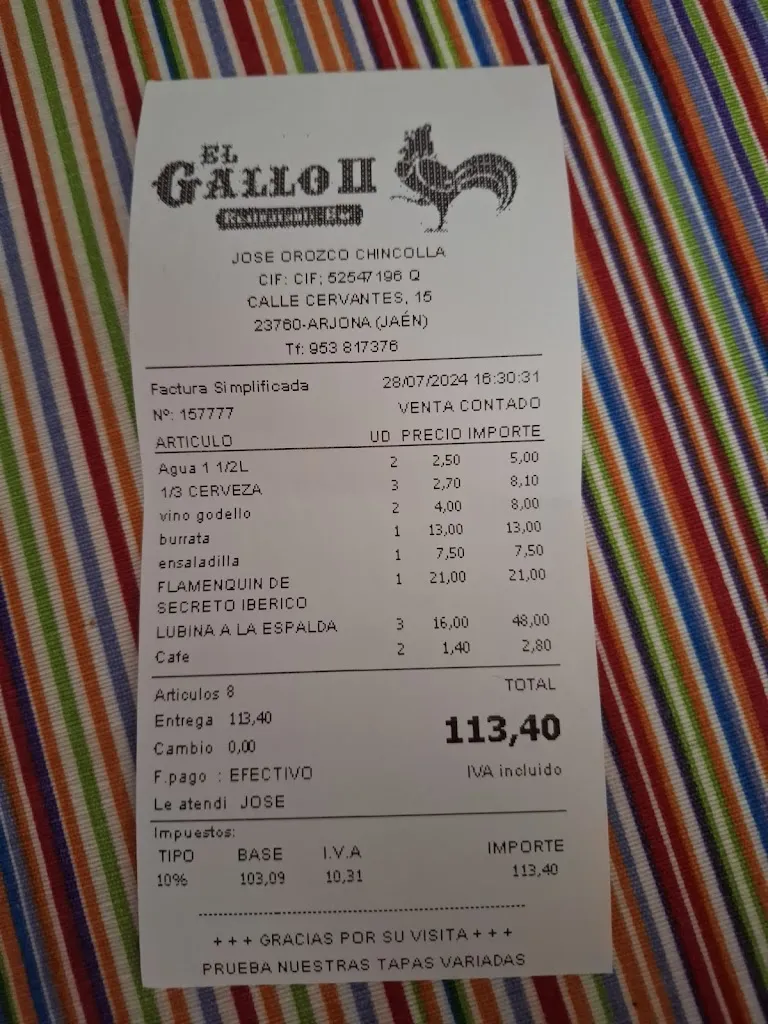 EL
GALLO II
JOSE OROZCO CHINCOLLA
CIF: CIF; 52547196 Q
CALLE CERVANTES, 15
23760-ARJONA (JAÉN)
Tf: 953 817376
Factura Simplificada 28/07/2024 16:30:31
Nº: 157777 VENTA CONTADO
ARTICULO UD PRECIO IMPORTE
Agua 1 1/2L 2 2,50 5,00
1/3 CERVEZA 3 2,70 8,10
vino godello 2 4,00 8,00
burrata 1 13,00 13,00
ensaladilla 1 7,50 7,50
FLAMENQUIN DE 1 21,00 21,00
SECRETO IBERICO
LUBINA A LA ESPALDA 3 16,00 48,00
Cafe 2 1,40 2,80
Articulos 8 TOTAL
Entrega 113,40 113,40
Cambio 0,00
F.pago : EFECTIVO IVA incluido
Le atendi JOSE
Impuestos:
TIPO BASE I.V.A IMPORTE
10% 103,09 10,31 113,40
+ + + GRACIAS POR SU VISITA + + +
PRUEBA NUESTRAS TAPAS VARIADAS